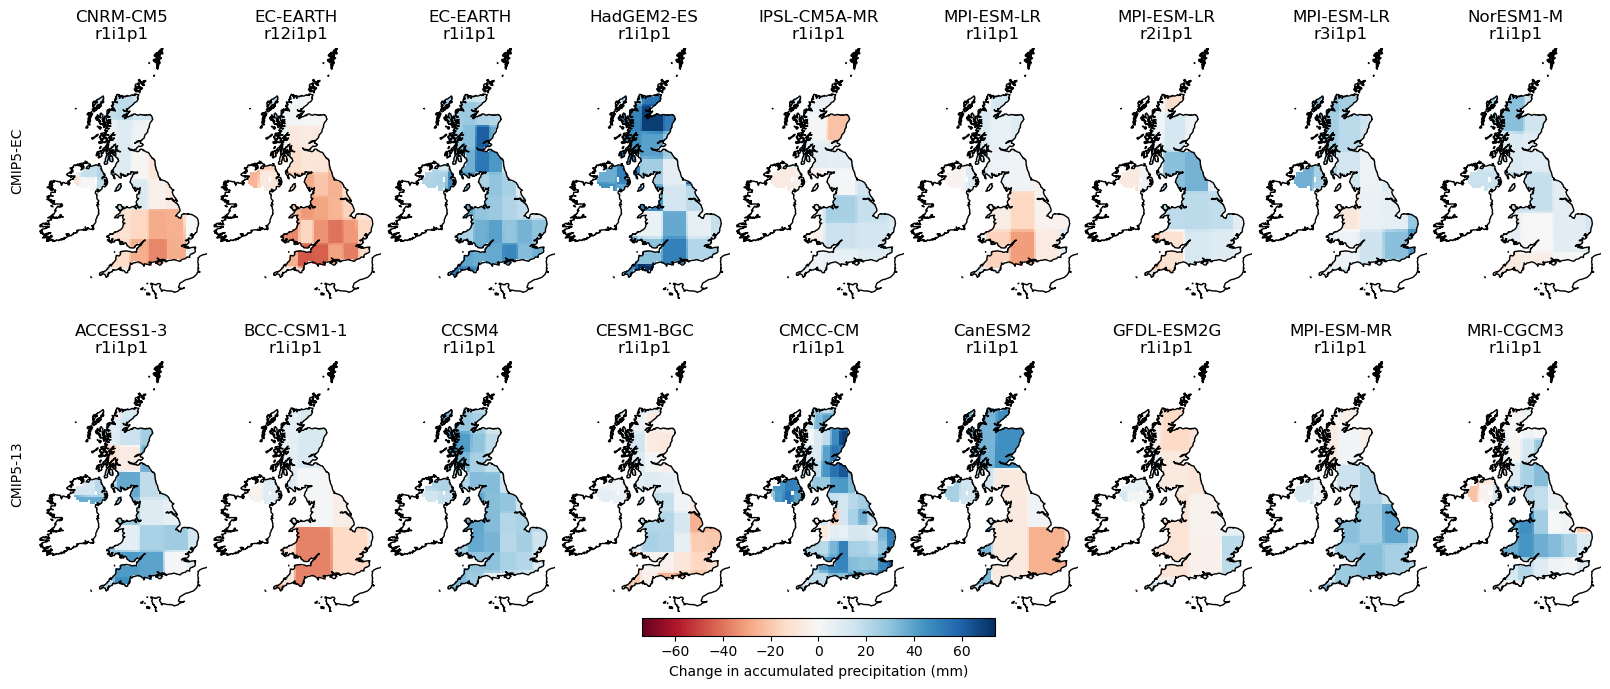 CNRM-CM5 EC-EARTH EC-EARTH HadGEM2-ES IPSL-CM5A-MR MPI-ESM-LR MPI-ESM-LR MPI-ESM-LR NorESM1-M
r1i1p1 r12i1p1 r1i1p1 r1i1p1 r1i1p1 r1i1p1 r2i1p1 r3i1p1 r1i1p1
CMIP5-EC
ACCESS1-3 BCC-CSM1-1 CCSM4 CESM1-BGC CMCC-CM CanESM2 GFDL-ESM2G MPI-ESM-MR MRI-CGCM3
r1i1p1 r1i1p1 r1i1p1 r1i1p1 r1i1p1 r1i1p1 r1i1p1 r1i1p1 r1i1p1
CMIP5-13
−60 −40 −20 0 20 40 60
Change in accumulated precipitation (mm)